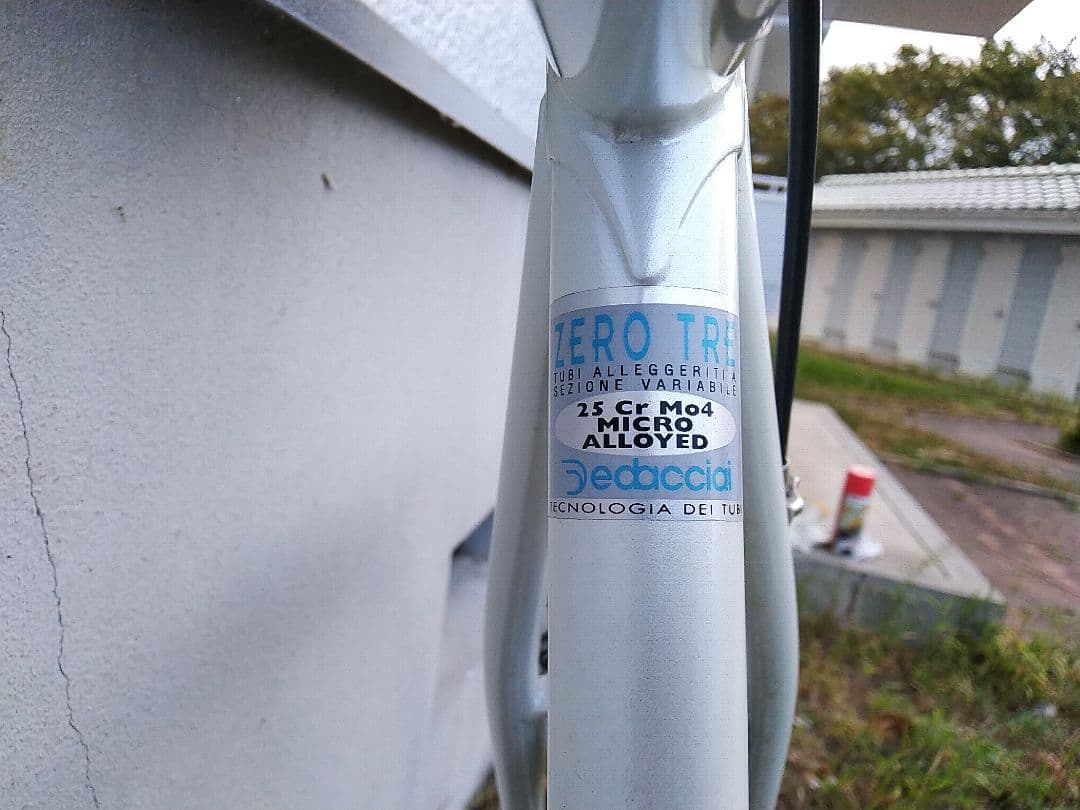 ZERO TRE
TUBI ALLEGGERITI A
SEZIONE VARIABILE
25 Cr Mo4
MICRO
ALLOYED
Dedacciai
TECNOLOGIA DEI TUBI